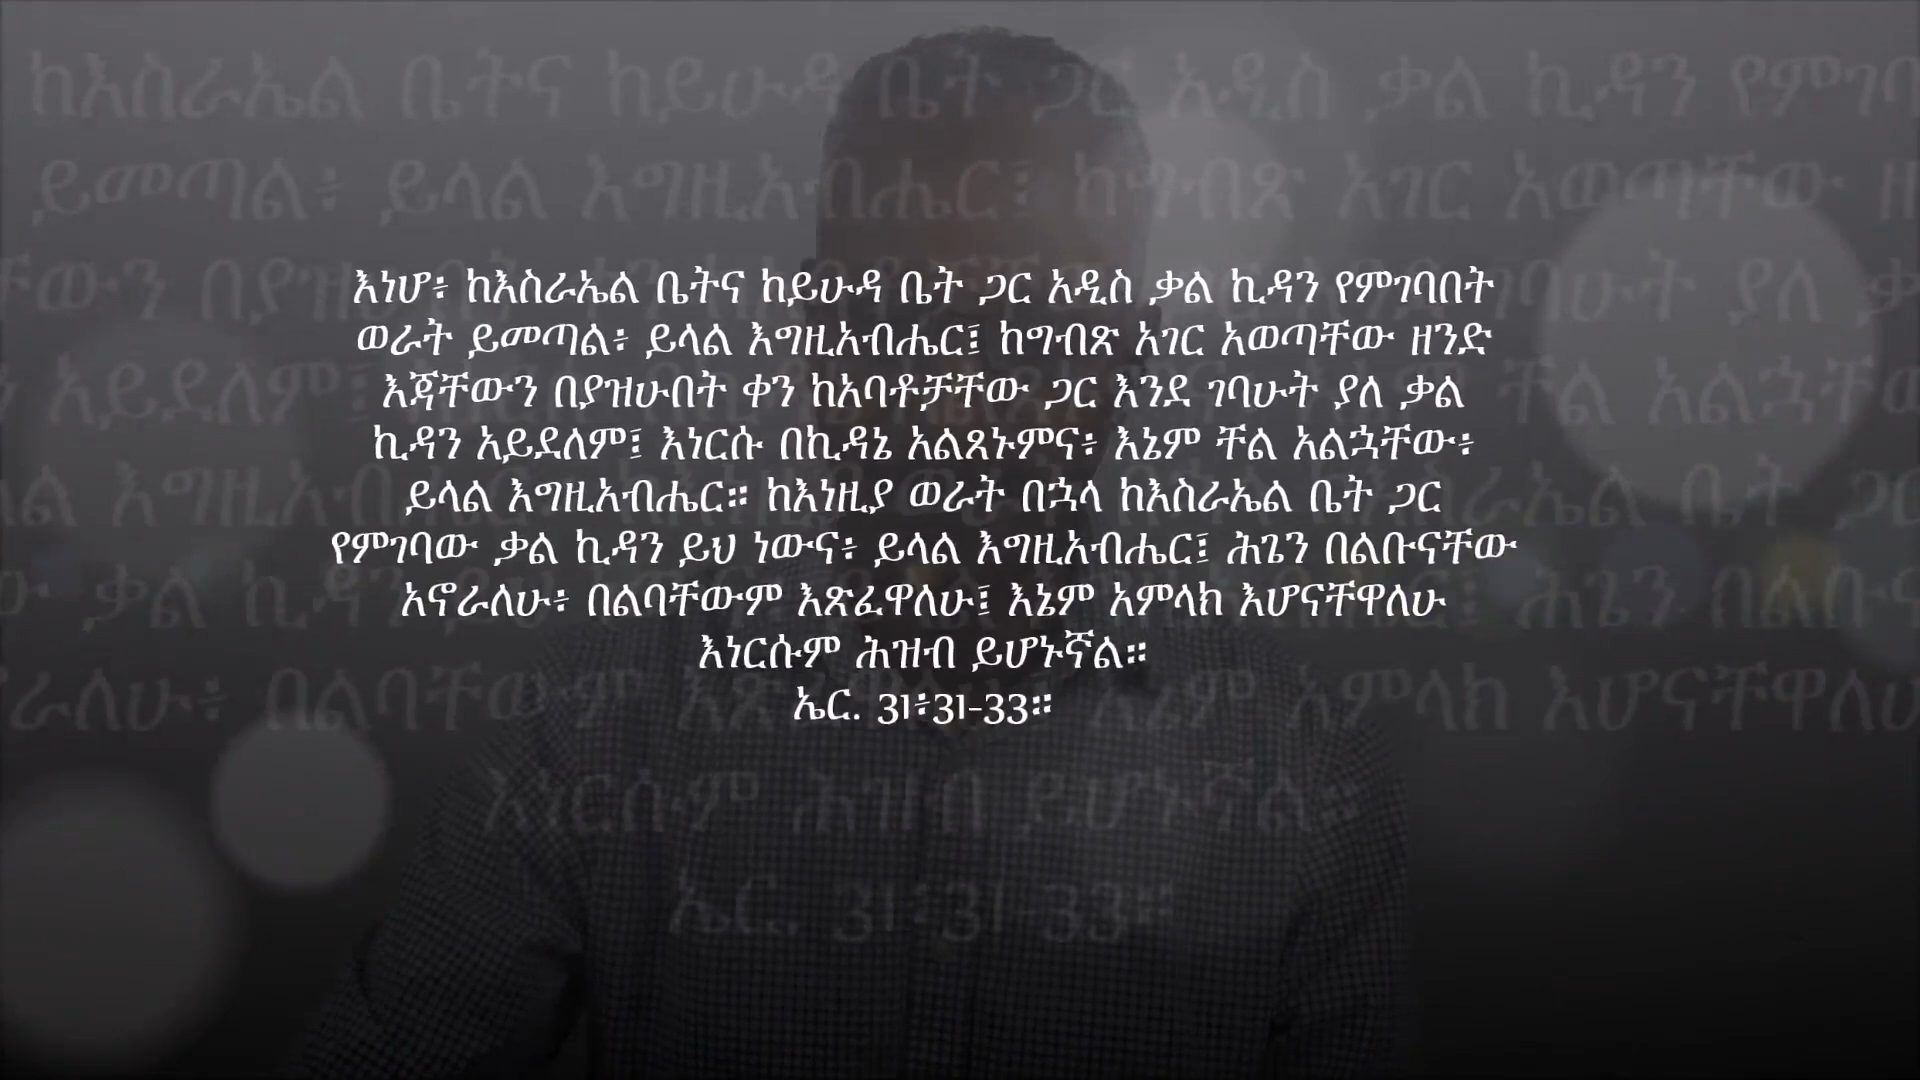 እነሆ፥ ከእስራኤል ቤትና ከይሁዳ ቤት ጋር አዲስ ቃል ኪዳን የምገባበት
ወራት ይመጣል፥ ይላል እግዚአብሔር፤ ከግብጽ አገር አወጣቸው ዘንድ
እጃቸውን በያዝሁበት ቀን ከአባቶቻቸው ጋር እንደ ገባሁት ያለ ቃል
ኪዳን አይደለም፤ እነርሱ በኪዳኔ አልጸኑምና፥ እኔም ቸል አልኋቸው፥
ይላል እግዚአብሔር። ከእነዚያ ወራት በኋላ ከእስራኤል ቤት ጋር
የምገባው ቃል ኪዳን ይህ ነውና፥ ይላል እግዚአብሔር፤ ሕጌን በልቡናቸው
አኖራለሁ፥ በልባቸውም እጽፈዋለሁ፤ እኔም አምላክ እሆናቸዋለሁ
እነርሱም ሕዝብ ይሆኑኛል።
ኤር. 31፥31-33።